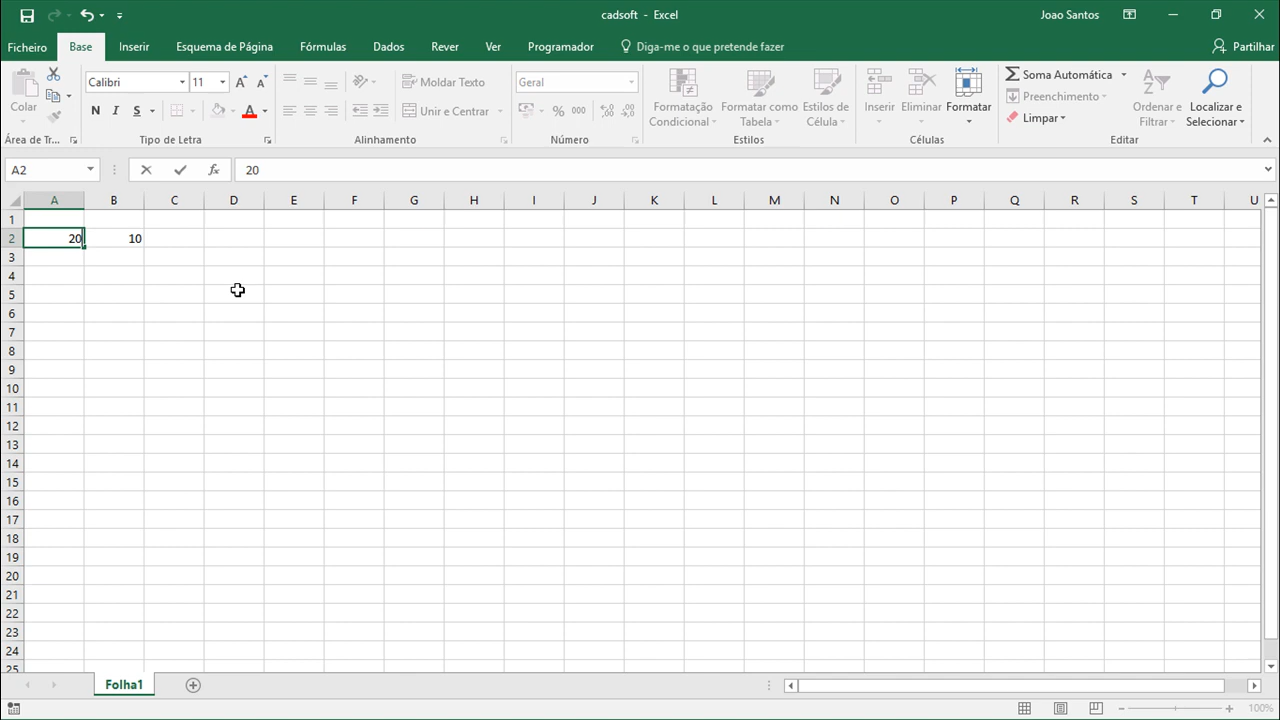 cadsoft - Excel
Joao Santos
Ficheiro Base Inserir Esquema de Página Fórmulas Dados Rever Ver Programador Diga-me o que pretende fazer Partilhar
Colar
Calibri 11
N I S A
Moldar Texto
Unir e Centrar
Geral
% 000
Formatação Condicional
Formatar como Tabela
Estilos de Célula
Inserir
Eliminar
Formatar
Soma Automática
Preenchimento
Limpar
Ordenar e Filtrar
Localizar e Selecionar
Área de Tr... Tipo de Letra Alinhamento Número Estilos Células Editar
A2 fx 20
A B C D E F G H I J K L M N O P Q R S T U
1
2 20 10
3
4
5
6
7
8
9
10
11
12
13
14
15
16
17
18
19
20
21
22
23
24
25
Folha1
100%